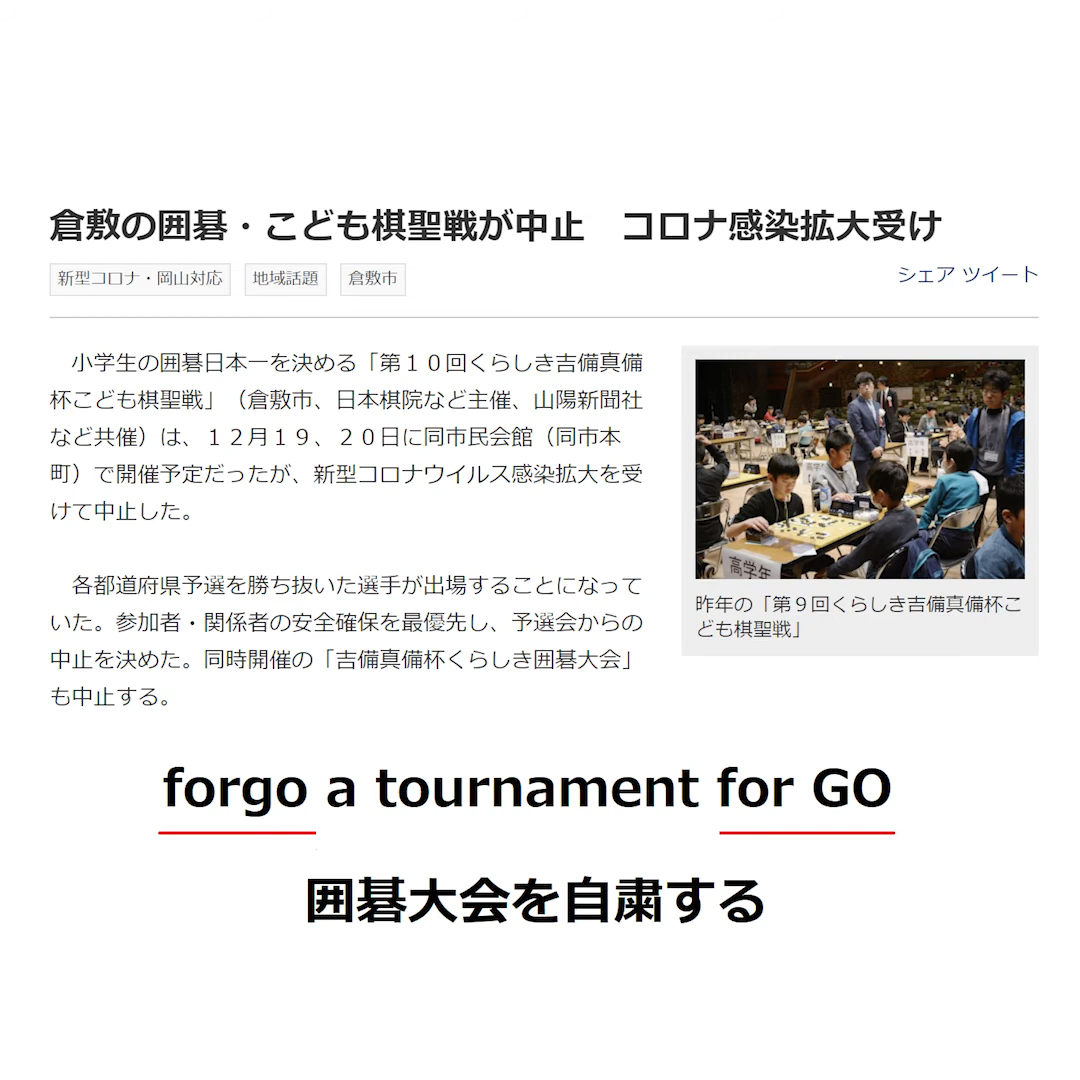 倉敷の囲碁・こども棋聖戦が中止　コロナ感染拡大受け
新型コロナ・岡山対応 地域話題 倉敷市
シェア ツイート
小学生の囲碁日本一を決める「第１０回くらしき吉備真備
杯こども棋聖戦」（倉敷市、日本棋院など主催、山陽新聞社
など共催）は、１２月１９、２０日に同市民会館（同市本
町）で開催予定だったが、新型コロナウイルス感染拡大を受
けて中止した。
各都道府県予選を勝ち抜いた選手が出場することになって
いた。参加者・関係者の安全確保を最優先し、予選会からの
中止を決めた。同時開催の「吉備真備杯くらしき囲碁大会」
も中止する。
高学年
昨年の「第９回くらしき吉備真備杯こ
ども棋聖戦」
forgo a tournament for GO
囲碁大会を自粛する